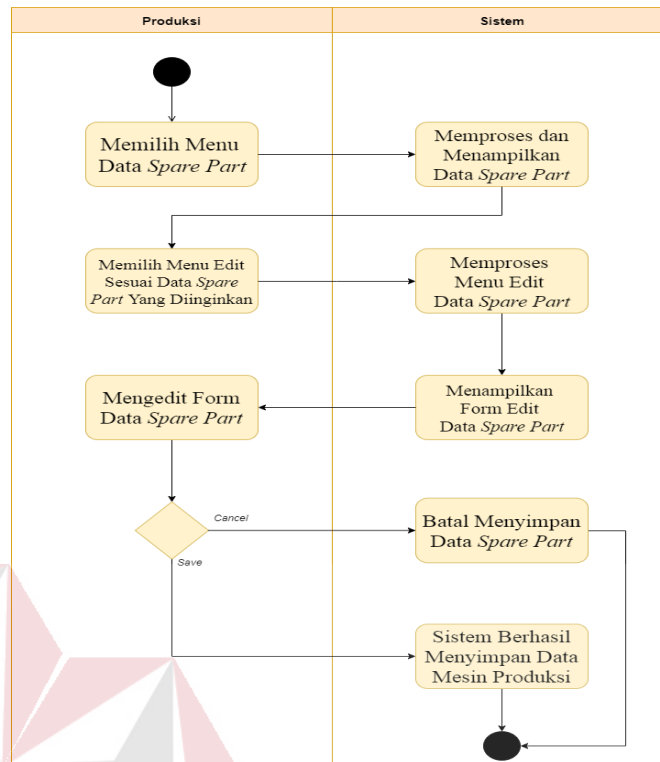 Produksi
Sistem
Memilih Menu
Data Spare Part
Memproses dan
Menampilkan
Data Spare Part
Memilih Menu Edit
Sesuai Data Spare
Part Yang Diinginkan
Memproses
Menu Edit
Data Spare Part
Menampilkan
Form Edit
Data Spare Part
Mengedit Form
Data Spare Part
Cancel
Save
Batal Menyimpan
Data Spare Part
Sistem Berhasil
Menyimpan Data
Mesin Produksi